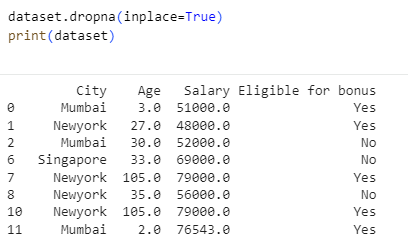 dataset.dropna(inplace=True)
print(dataset)
City Age Salary Eligible for bonus
0 Mumbai 3.0 51000.0 Yes
1 Newyork 27.0 48000.0 Yes
2 Mumbai 30.0 52000.0 No
6 Singapore 33.0 69000.0 No
7 Newyork 105.0 79000.0 Yes
8 Newyork 35.0 56000.0 No
10 Newyork 105.0 79000.0 Yes
11 Mumbai 2.0 76543.0 Yes